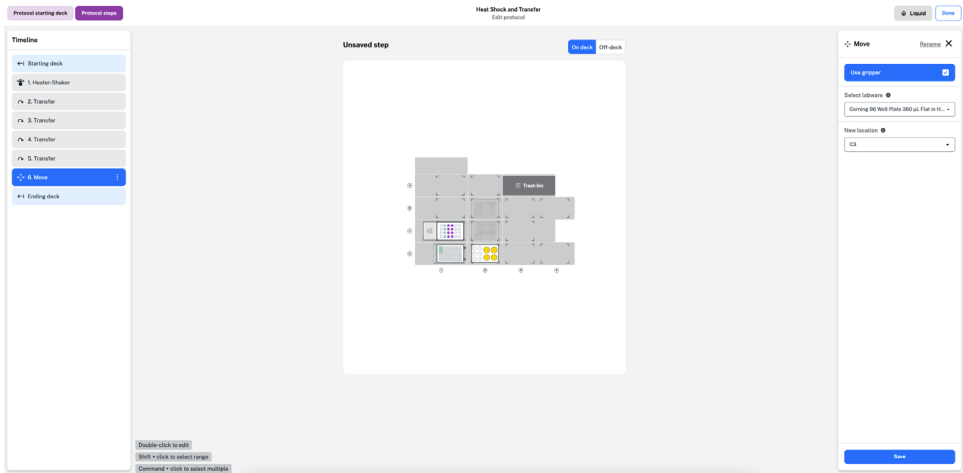 Protocol starting deck
Protocol steps
Heat Shock and Transfer
Edit protocol
Liquid
Done
Timeline
Starting deck
1. Heater-Shaker
2. Transfer
3. Transfer
4. Transfer
5. Transfer
6. Move
Ending deck
Unsaved step
On deck
Off-deck
Trash bin
Move
Rename
Use gripper
Select labware
Corning 96 Well Plate 360 µL Flat in H...
New location
C3
Save
Double-click to edit
Shift + click to select range
Command + click to select multiple